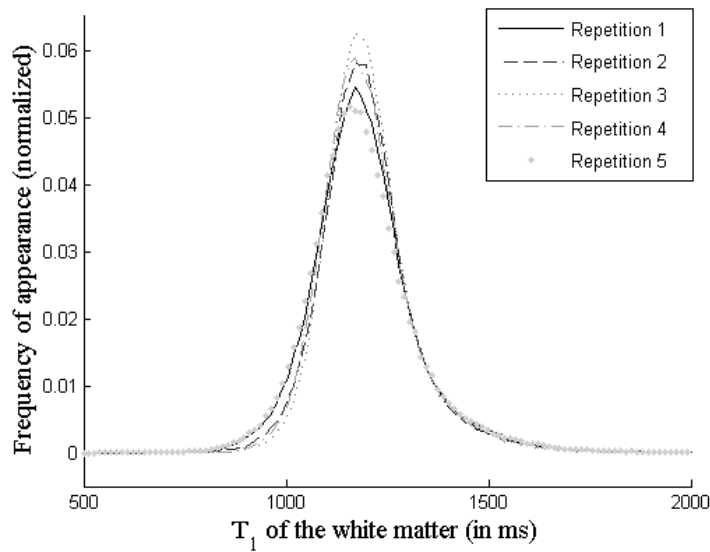 Frequency of appearance (normalized)
0.06
0.05
0.04
0.03
0.02
0.01
0
500
1000
1500
2000
T₁ of the white matter (in ms)
Repetition 1
Repetition 2
Repetition 3
Repetition 4
Repetition 5